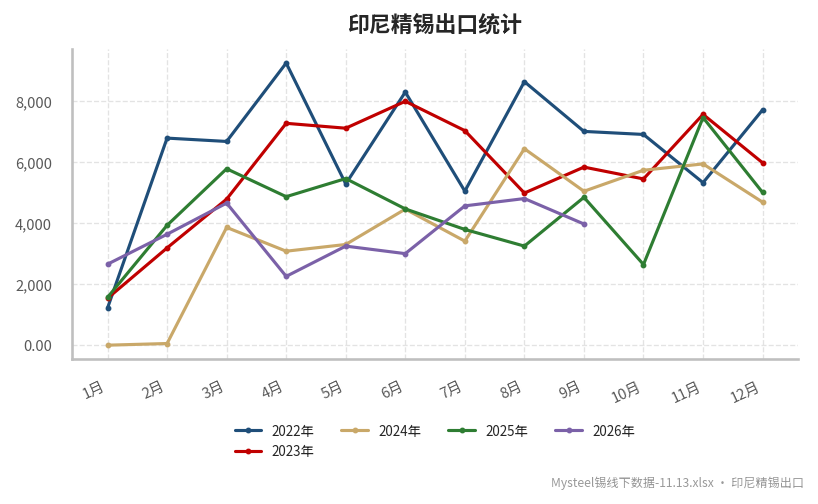 印尼精锡出口统计
8,000
6,000
4,000
2,000
0.00
1月 2月 3月 4月 5月 6月 7月 8月 9月 10月 11月 12月
2022年 2024年 2025年 2026年
2023年
Mysteel锡线下数据-11.13.xlsx • 印尼精锡出口